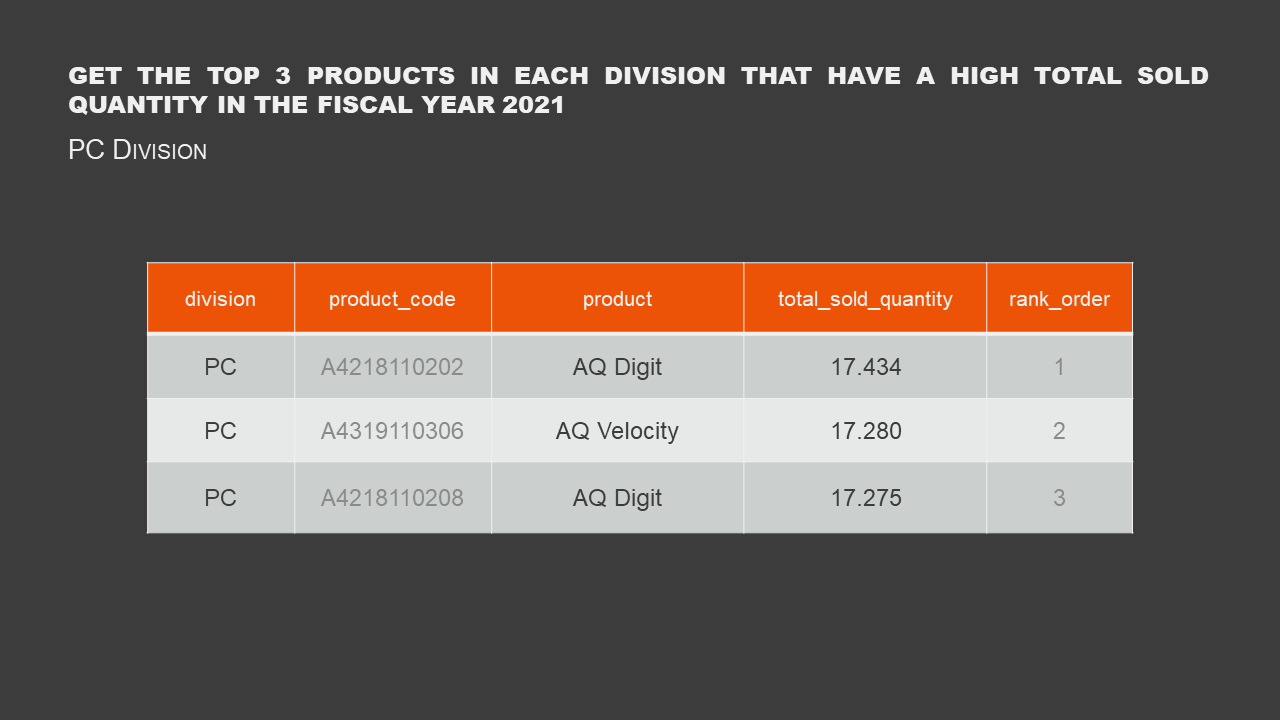 GET THE TOP 3 PRODUCTS IN EACH DIVISION THAT HAVE A HIGH TOTAL SOLD
QUANTITY IN THE FISCAL YEAR 2021
PC DIVISION
division product_code product total_sold_quantity rank_order
PC A4218110202 AQ Digit 17.434 1
PC A4319110306 AQ Velocity 17.280 2
PC A4218110208 AQ Digit 17.275 3